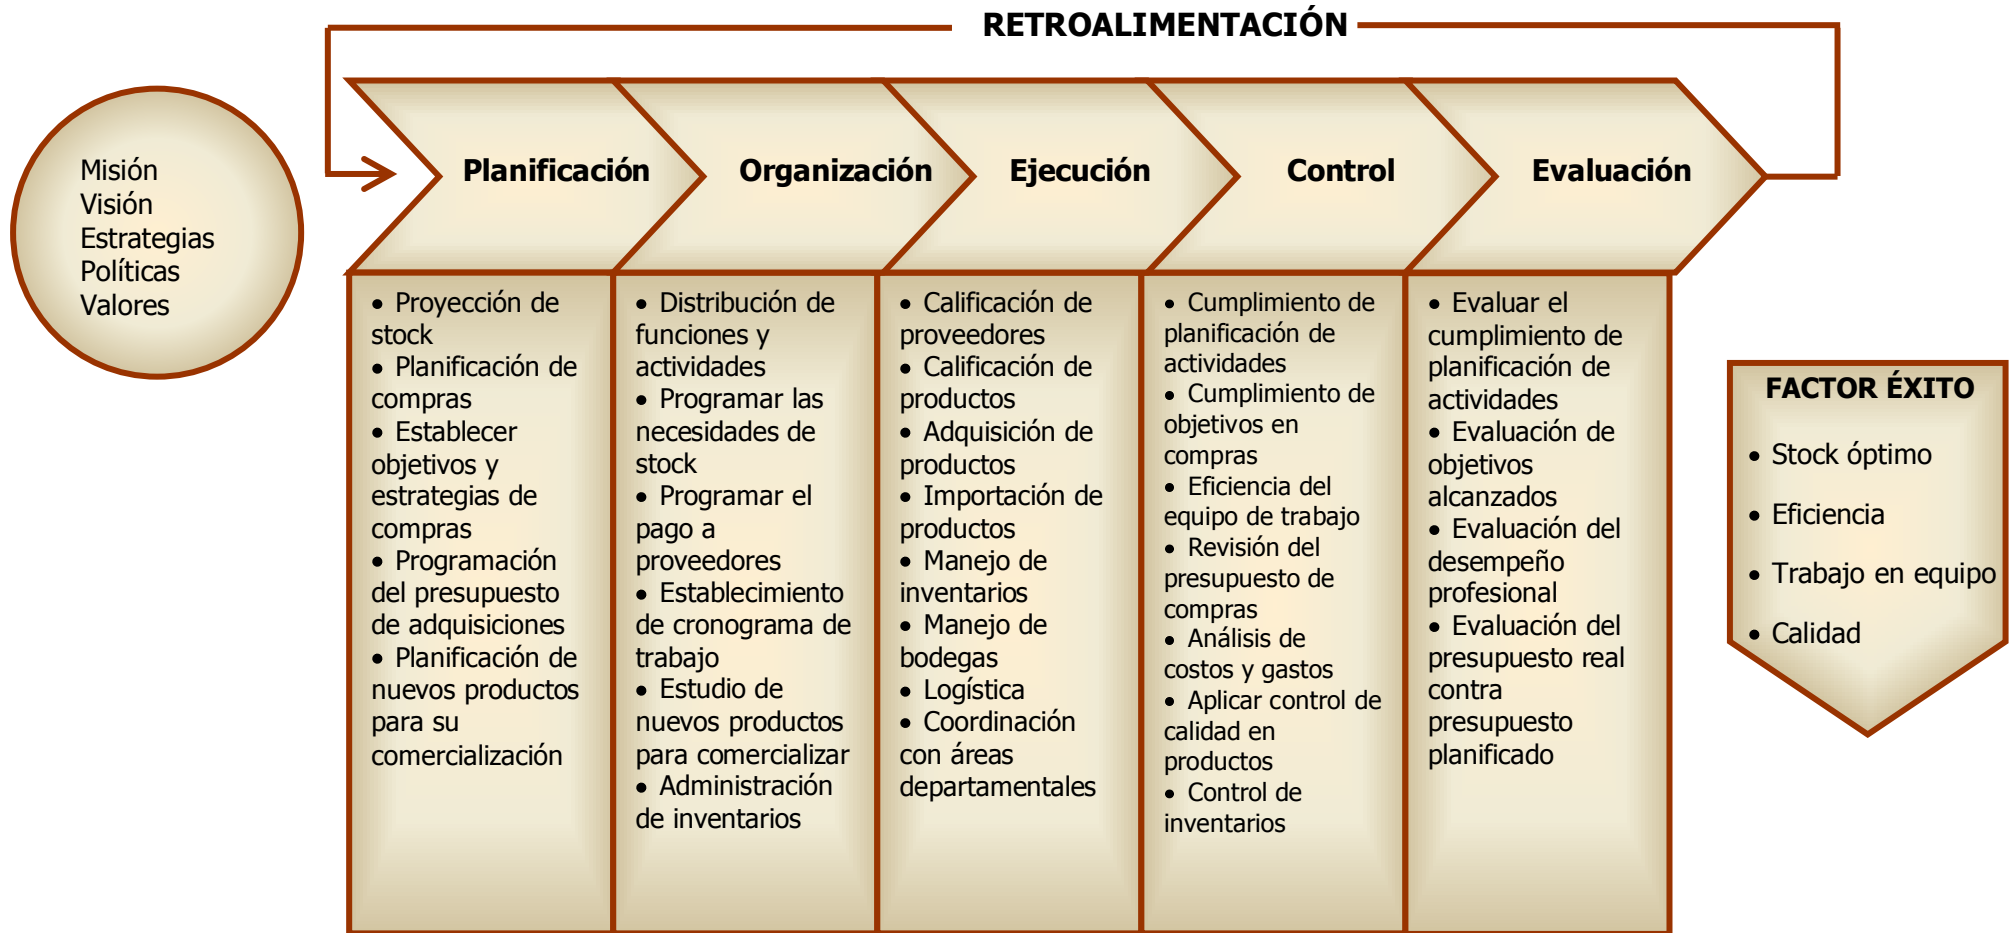 RETROALIMENTACIÓN
Misión
Visión
Estrategias
Políticas
Valores
Planificación
Organización
Ejecución
Control
Evaluación
• Proyección de
stock
• Planificación de
compras
• Establecer
objetivos y
estrategias de
compras
• Programación
del presupuesto
de adquisiciones
• Planificación de
nuevos productos
para su
comercialización
• Distribución de
funciones y
actividades
• Programar las
necesidades de
stock
• Programar el
pago a
proveedores
• Establecimiento
de cronograma de
trabajo
• Estudio de
nuevos productos
para comercializar
• Administración
de inventarios
• Calificación de
proveedores
• Calificación de
productos
• Adquisición de
productos
• Importación de
productos
• Manejo de
inventarios
• Manejo de
bodegas
• Logística
• Coordinación
con áreas
departamentales
• Cumplimiento de
planificación de
actividades
• Cumplimiento de
objetivos en
compras
• Eficiencia del
equipo de trabajo
• Revisión del
presupuesto de
compras
• Análisis de
costos y gastos
• Aplicar control de
calidad en
productos
• Control de
inventarios
• Evaluar el
cumplimiento de
planificación de
actividades
• Evaluación de
objetivos
alcanzados
• Evaluación del
desempeño
profesional
• Evaluación del
presupuesto real
contra
presupuesto
planificado
FACTOR ÉXITO
• Stock óptimo
• Eficiencia
• Trabajo en equipo
• Calidad